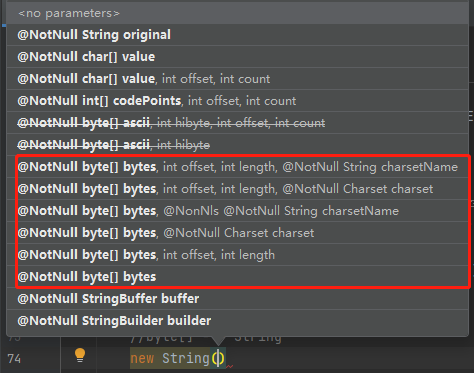 <no parameters>
@NotNull String original
@NotNull char[] value
@NotNull char[] value, int offset, int count
@NotNull int[] codePoints, int offset, int count
@NotNull byte[] ascii, int hibyte, int offset, int count
@NotNull byte[] ascii, int hibyte
@NotNull byte[] bytes, int offset, int length, @NotNull String charsetName
@NotNull byte[] bytes, int offset, int length, @NotNull Charset charset
@NotNull byte[] bytes, @NonNls @NotNull String charsetName
@NotNull byte[] bytes, @NotNull Charset charset
@NotNull byte[] bytes, int offset, int length
@NotNull byte[] bytes
@NotNull StringBuffer buffer
@NotNull StringBuilder builder
//byte[] String
74 new String()